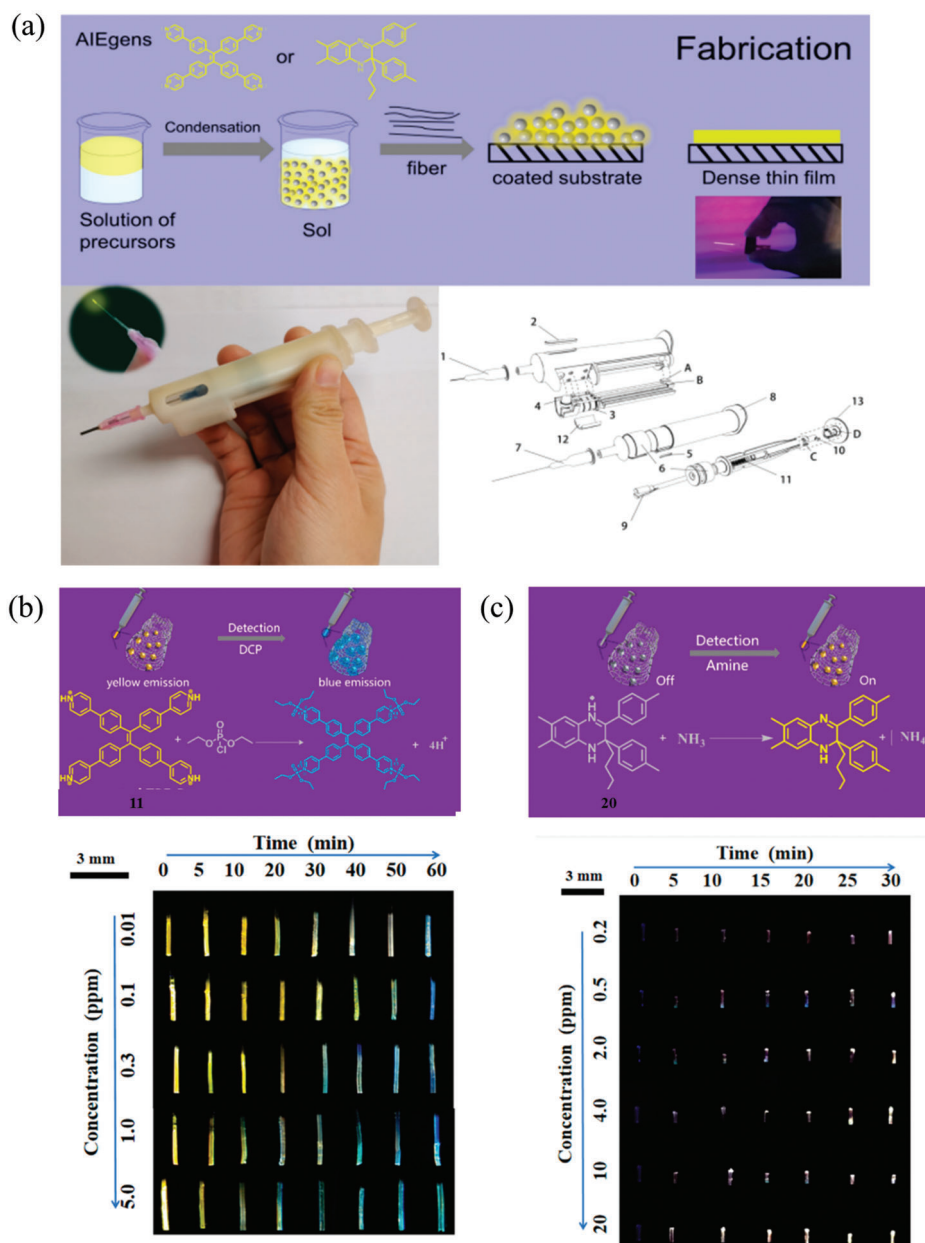 (a)
AIEgens
or
Fabrication
Condensation
fiber
coated substrate
Dense thin film
Solution of
precursors
Sol
1
2
3
4
12
A
B
8
7
5
6
9
11
C
13
D
10
(b)
Detection
DCP
yellow emission
blue emission
+
+ 4H+
11
Time (min)
3 mm
0 5 10 20 30 40 50 60
Concentration (ppm)
0.01
0.1
0.3
1.0
5.0
(c)
Detection
Amine
Off
On
+ NH3
+ NH4
20
Time (min)
3 mm
0 5 10 15 20 25 30
Concentration (ppm)
0.2
0.5
2.0
4.0
10
20